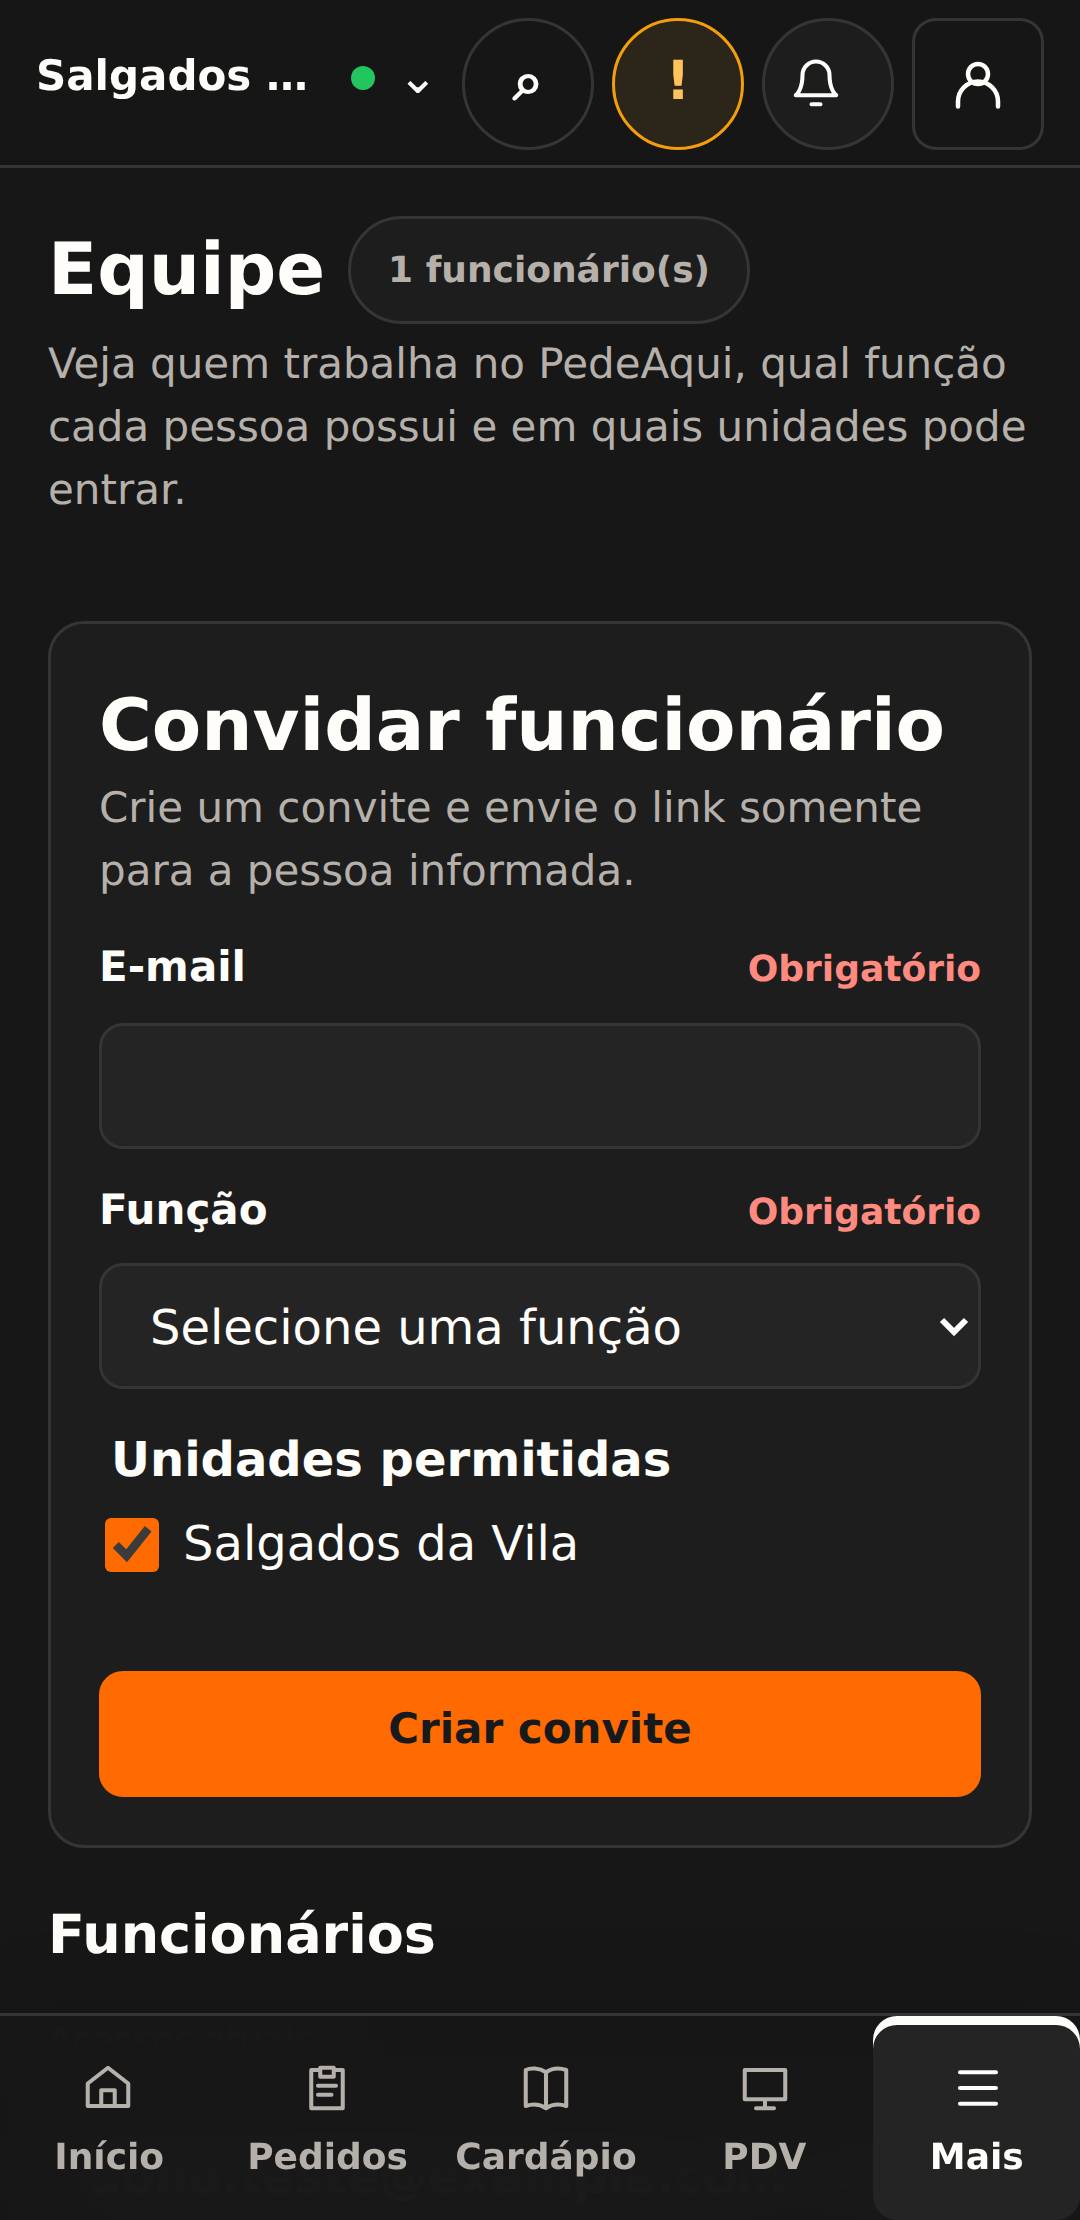 Salgados ...
!
Equipe
1 funcionário(s)
Veja quem trabalha no PedeAqui, qual função
cada pessoa possui e em quais unidades pode
entrar.
Convidar funcionário
Crie um convite e envie o link somente
para a pessoa informada.
E-mail
Obrigatório
Função
Obrigatório
Selecione uma função
Unidades permitidas
Salgados da Vila
Criar convite
Funcionários
Início
Pedidos
Cardápio
PDV
Mais